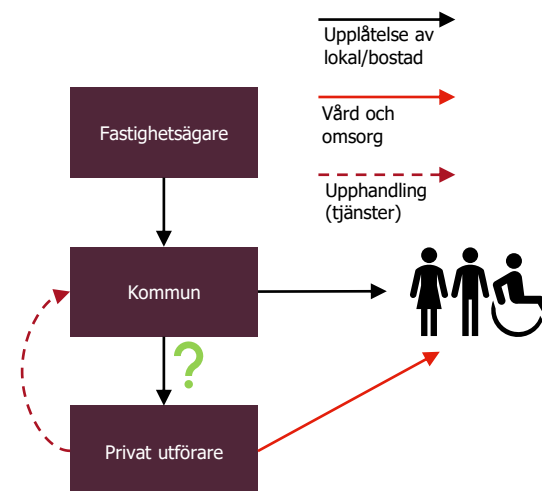 Upplåtelse av
lokal/bostad
Vård och
omsorg
Upphandling
(tjänster)
Fastighetsägare
Kommun
?
Privat utförare